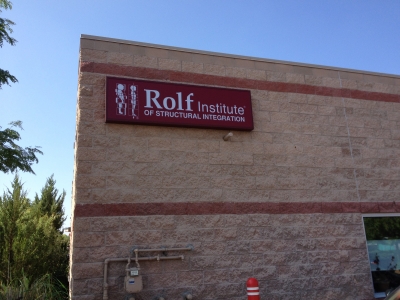 Rolf Institute
OF STRUCTURAL INTEGRATION